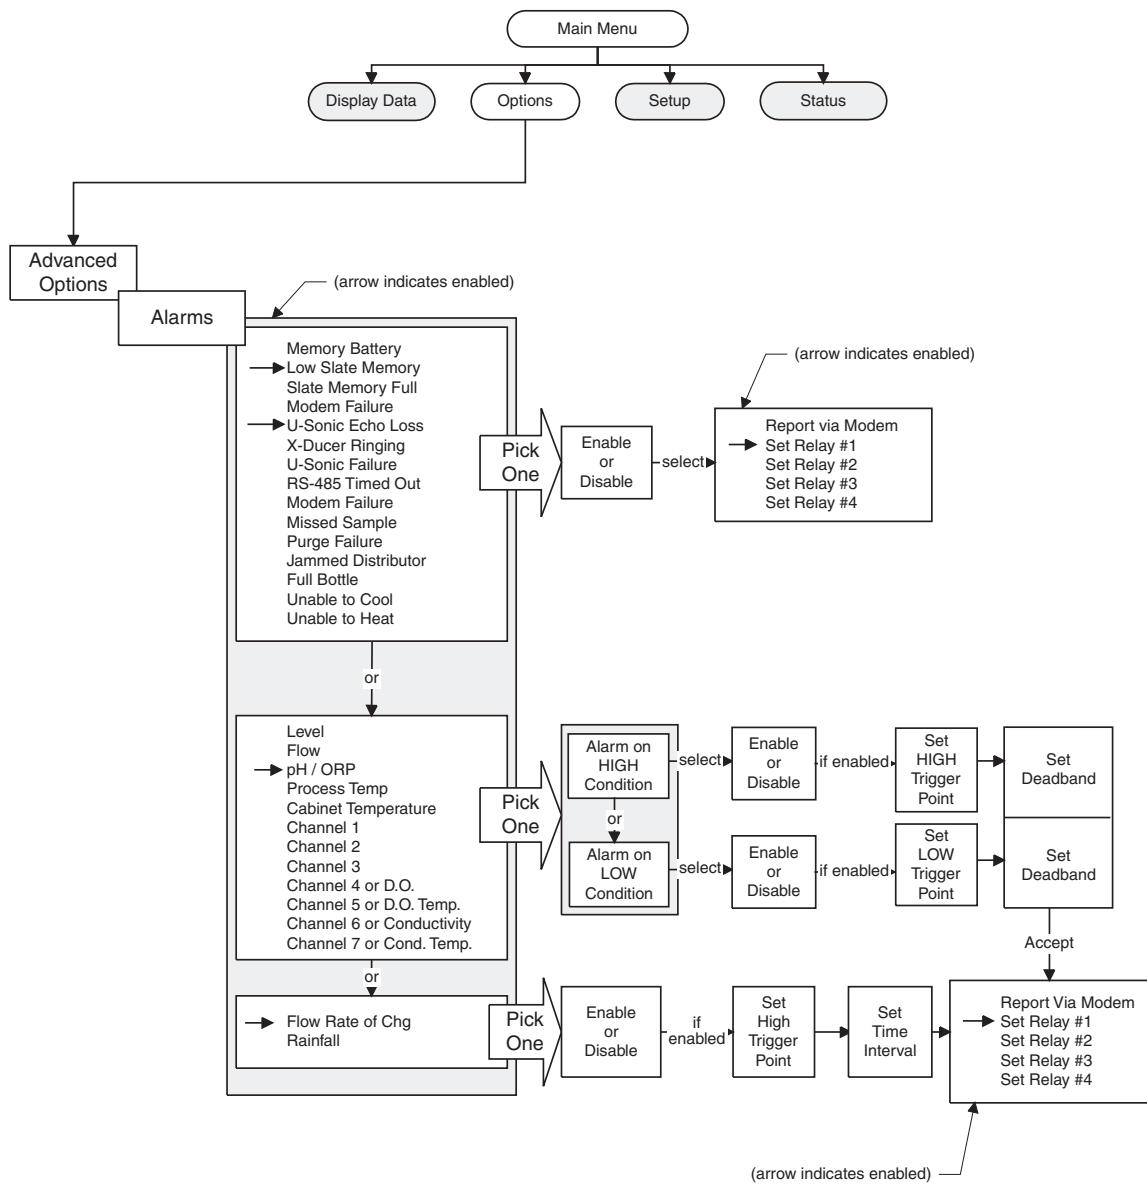 Main Menu
Display Data
Options
Setup
Status
Advanced
Options
Alarms
(arrow indicates enabled)
Memory Battery
Low Slate Memory
Slate Memory Full
Modem Failure
U-Sonic Echo Loss
X-Ducer Ringing
U-Sonic Failure
RS-485 Timed Out
Modem Failure
Missed Sample
Purge Failure
Jammed Distributor
Full Bottle
Unable to Cool
Unable to Heat
Pick
One
Enable
or
Disable
select
(arrow indicates enabled)
Report via Modem
Set Relay #1
Set Relay #2
Set Relay #3
Set Relay #4
or
Level
Flow
pH / ORP
Process Temp
Cabinet Temperature
Channel 1
Channel 2
Channel 3
Channel 4 or D.O.
Channel 5 or D.O. Temp.
Channel 6 or Conductivity
Channel 7 or Cond. Temp.
Pick
One
Alarm on
HIGH
Condition
select
Enable
or
Disable
if enabled
Set
HIGH
Trigger
Point
Set
Deadband
or
Alarm on
LOW
Condition
select
Enable
or
Disable
if enabled
Set
LOW
Trigger
Point
Set
Deadband
Accept
or
Flow Rate of Chg
Rainfall
Pick
One
Enable
or
Disable
if
enabled
Set
High
Trigger
Point
Set
Time
Interval
Report Via Modem
Set Relay #1
Set Relay #2
Set Relay #3
Set Relay #4
(arrow indicates enabled)